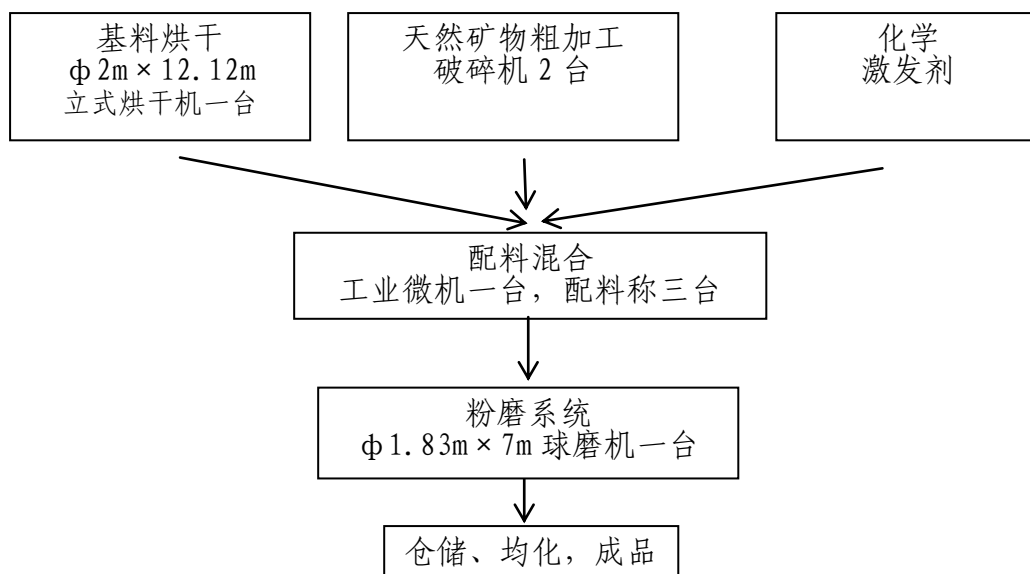 基料烘干
φ2m×12.12m
立式烘干机一台
天然矿物粗加工
破碎机2台
化学
激发剂
配料混合
工业微机一台，配料称三台
粉磨系统
φ1.83m×7m球磨机一台
仓储、均化，成品